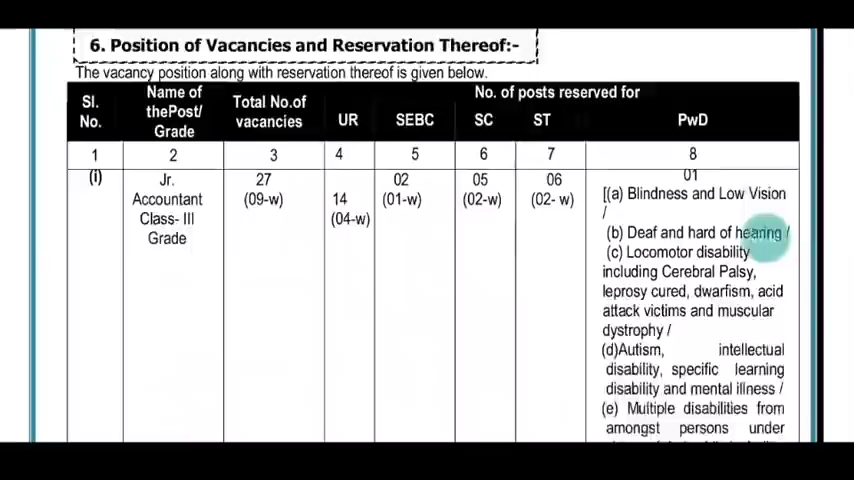 6. Position of Vacancies and Reservation Thereof:-
The vacancy position along with reservation thereof is given below.
Sl. No. Name of thePost/ Grade Total No.of vacancies No. of posts reserved for
UR SEBC SC ST PwD
1 2 3 4 5 6 7 8
(i) Jr. Accountant Class- III Grade 27 (09-w) 14 (04-w) 02 (01-w) 05 (02-w) 06 (02- w) 01
[(a) Blindness and Low Vision
/
(b) Deaf and hard of hearing /
(c) Locomotor disability
including Cerebral Palsy,
leprosy cured, dwarfism, acid
attack victims and muscular
dystrophy /
(d)Autism, intellectual
disability, specific learning
disability and mental illness /
(e) Multiple disabilities from
amongst persons under